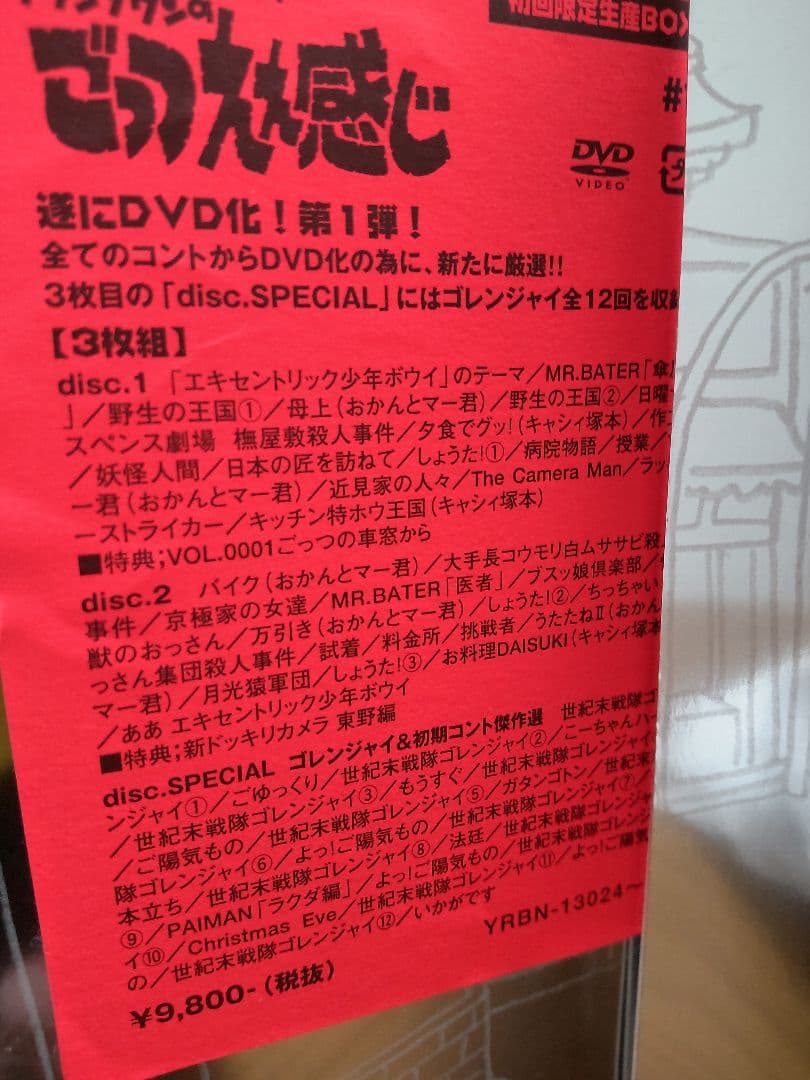 ダウンタウンの
初回限定生産BOX
ごっつええ感じ
DVD
VIDEO
遂にDVD化！第1弾！
全てのコントからDVD化の為に、新たに厳選!!
3枚目の「disc.SPECIAL」にはゴレンジャイ全12回を収録
【3枚組】
disc.1 「エキセントリック少年ボウイ」のテーマ／MR.BATER「傘
」／野生の王国①／母上（おかんとマー君）／野生の王国②／日曜
スペンス劇場 橅屋敷殺人事件／夕食でグッ!（キャシィ塚本）／作
／妖怪人間／日本の匠を訪ねて／しょうた!①／病院物語／授業／
ー君（おかんとマー君）／近見家の人々／The Camera Man／ラッ
ーストライカー／キッチン特ホウ王国（キャシィ塚本）
■特典；VOL.0001ごっつの車窓から
disc.2 バイク（おかんとマー君）／大手長コウモリ白ムササビ殺
事件／京極家の女達／MR.BATER「医者」／ブスッ娘倶楽部／
獣のおっさん／万引き（おかんとマー君）／しょうた!②／ちっちゃい
っさん集団殺人事件／試着／料金所／挑戦者／うたたねⅡ（おかん
マー君）／月光猿軍団／しょうた!③／お料理DAISUKI（キャシィ塚本
／ああ エキセントリック少年ボウイ
■特典；新ドッキリカメラ 東野編
disc.SPECIAL ゴレンジャイ&初期コント傑作選 世紀末戦隊ゴ
ンジャイ①／ごゆっくり／世紀末戦隊ゴレンジャイ②／こーちゃんハー
／世紀末戦隊ゴレンジャイ③／もうすぐ／世紀末戦隊ゴレンジャイ
／ご陽気もの／世紀末戦隊ゴレンジャイ⑤／ガタンゴトン／世紀末
隊ゴレンジャイ⑥／よっ!ご陽気もの／世紀末戦隊ゴレンジャイ⑦／
本立ち／世紀末戦隊ゴレンジャイ⑧／法廷／世紀末戦隊ゴレンジャ
⑨／PAIMAN「ラクダ編」／よっ!ご陽気もの／世紀末戦隊ゴレンジャ
イ⑩／Christmas Eve／世紀末戦隊ゴレンジャイ⑪／よっ!ご陽気
の／世紀末戦隊ゴレンジャイ⑫／いかがです
YRBN-13024〜
¥9,800-（税抜）